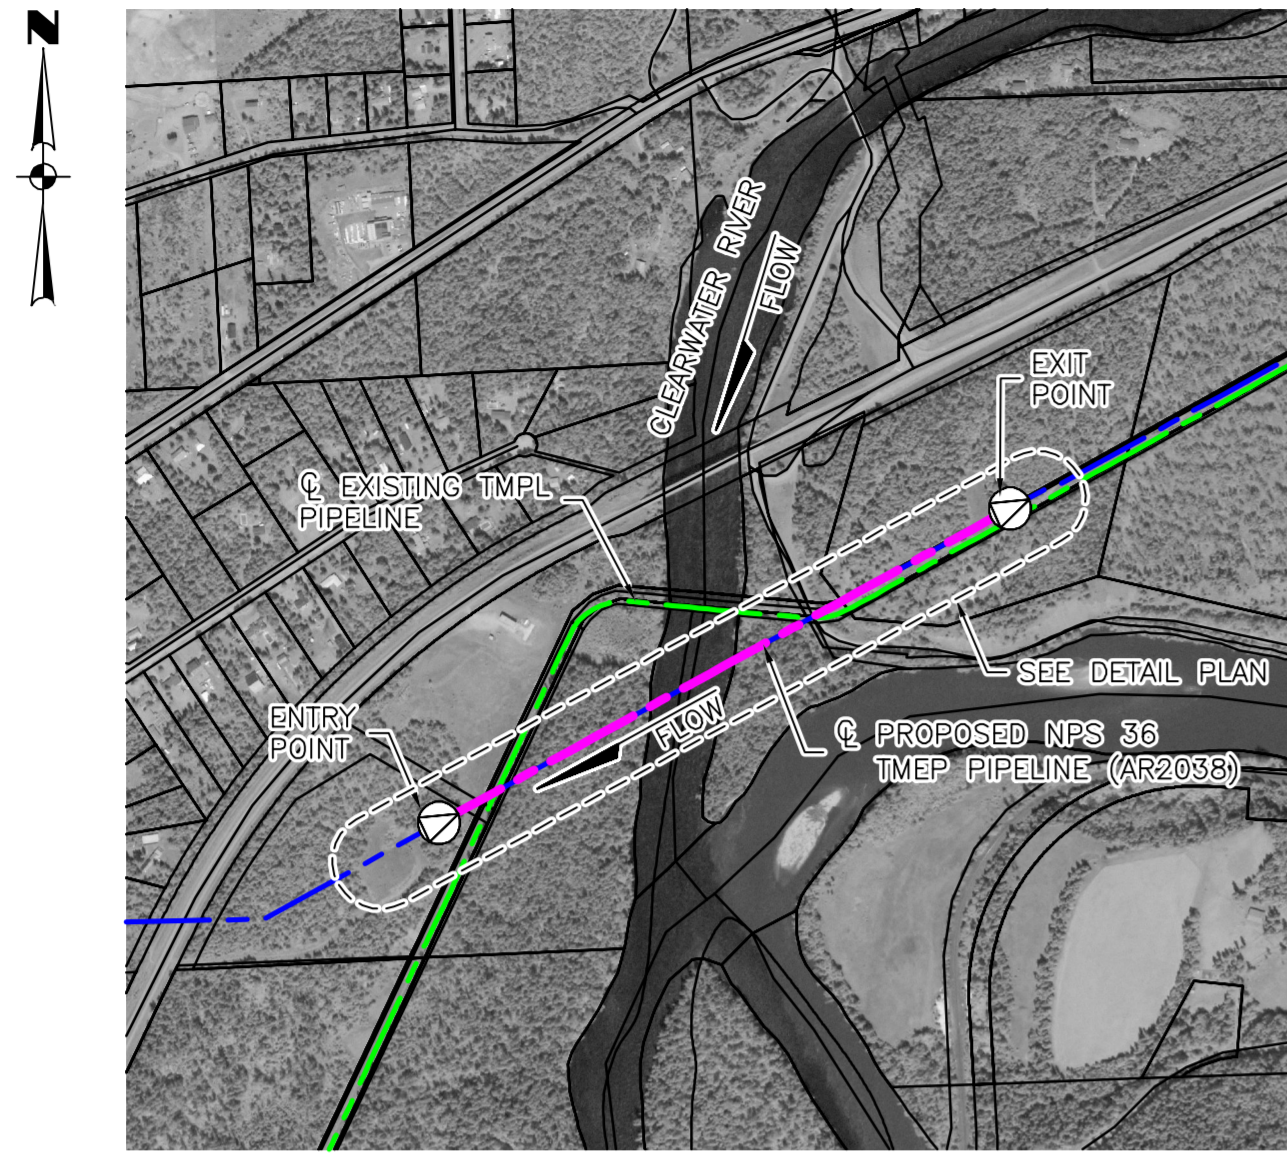 N
CLEARWATER RIVER
FLOW
EXIT
POINT
℄ EXISTING TMPL
PIPELINE
SEE DETAIL PLAN
ENTRY
POINT
FLOW
℄ PROPOSED NPS 36
TMEP PIPELINE (AR2038)